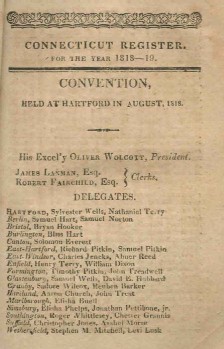 CONNECTICUT REGISTER.
FOR THE YEAR 1818—19.
CONVENTION,
HELD AT HARTFORD IN AUGUST, 1818.
His Excel'y OLIVER WOLCOTT, President.
JAMES LANMAN, Esq.
ROBERT FAIRCHILD, Esq. } Clerks,
DELEGATES.
HARTFORD, Sylvester Wells, Nathaniel Terry
Berlin, Samuel Hart, Samuel Norton
Bristol, Bryan Hooker
Burlington, Bliss Hart
Canton, Solomon Everest
East-Hartford, Richard Pitkin, Samuel Pitkin
East-Windsor, Charles Jencks, Abner Reed
Enfield, Henry Terry, William Dixon
Farmington, Timothy Pitkin, John Treadwell
Glastenbury, Samuel Wells, David E. Hubbard
Granby, Sadoce Wilcox, Reuben Barker
Hartland, Aaron Church, John Treat
Marlborough, Elisha Buell
Simsbury, Elisha Phelps, Jonathan Pettibone, jr.
Southington, Roger Whittlesey, Chester Grannis
Suffield, Christopher Jones, Asahel Morse
Wethersfield, Stephen M. Mitchell, Levi Lusk